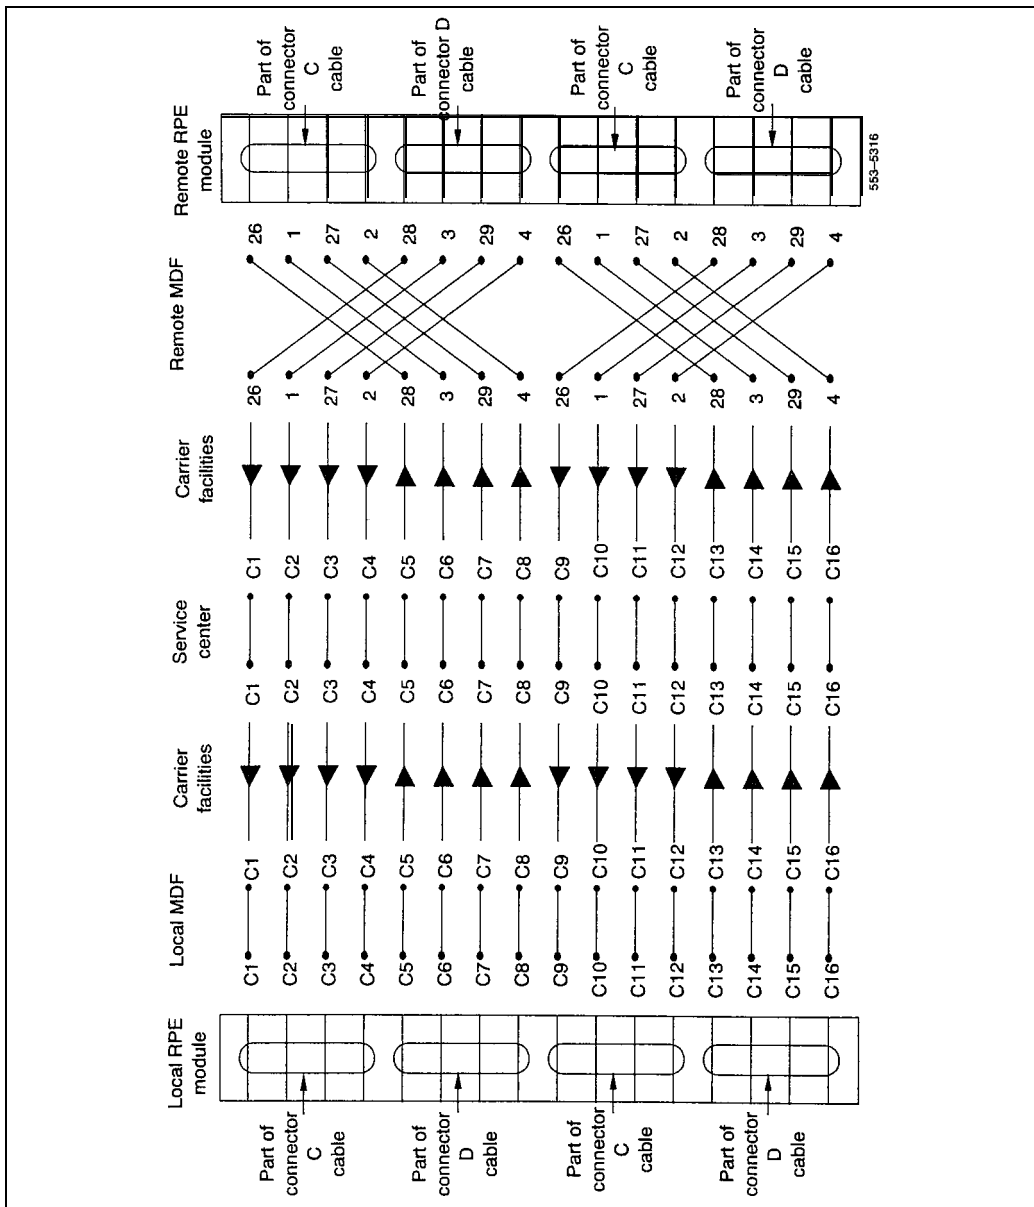 Part of
connector
C
cable
Part of
connector D
cable
Part of
connector
C
cable
Part of
connector
D
cable
Remote RPE
module
553-5316
26 1 27 2 28 3 29 4 26 1 27 2 28 3 29 4
Remote MDF
26 1 27 2 28 3 29 4 26 1 27 2 28 3 29 4
Carrier
facilities
C1 C2 C3 C4 C5 C6 C7 C8 C9 C10 C11 C12 C13 C14 C15 C16
Service
center
C1 C2 C3 C4 C5 C6 C7 C8 C9 C10 C11 C12 C13 C14 C15 C16
Carrier
facilities
C1 C2 C3 C4 C5 C6 C7 C8 C9 C10 C11 C12 C13 C14 C15 C16
Local MDF
C1 C2 C3 C4 C5 C6 C7 C8 C9 C10 C11 C12 C13 C14 C15 C16
Local RPE
module
Part of
connector
C
cable
Part of
connector
D
cable
Part of
connector
C
cable
Part of
connector
D
cable